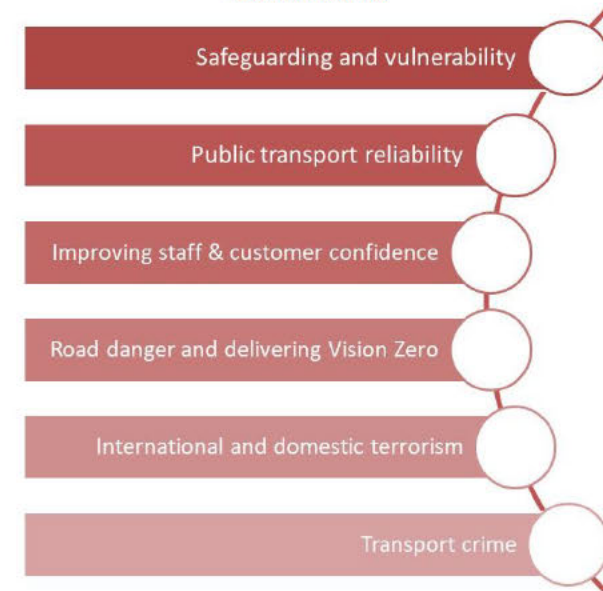 Safeguarding and vulnerability
Public transport reliability
Improving staff & customer confidence
Road danger and delivering Vision Zero
International and domestic terrorism
Transport crime